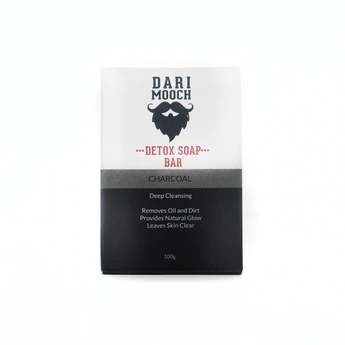 DARI
MOOCH
DETOX SOAP
BAR
CHARCOAL
Deep Cleansing
Removes Oil and Dirt
Provides Natural Glow
Leaves Skin Clear
100g